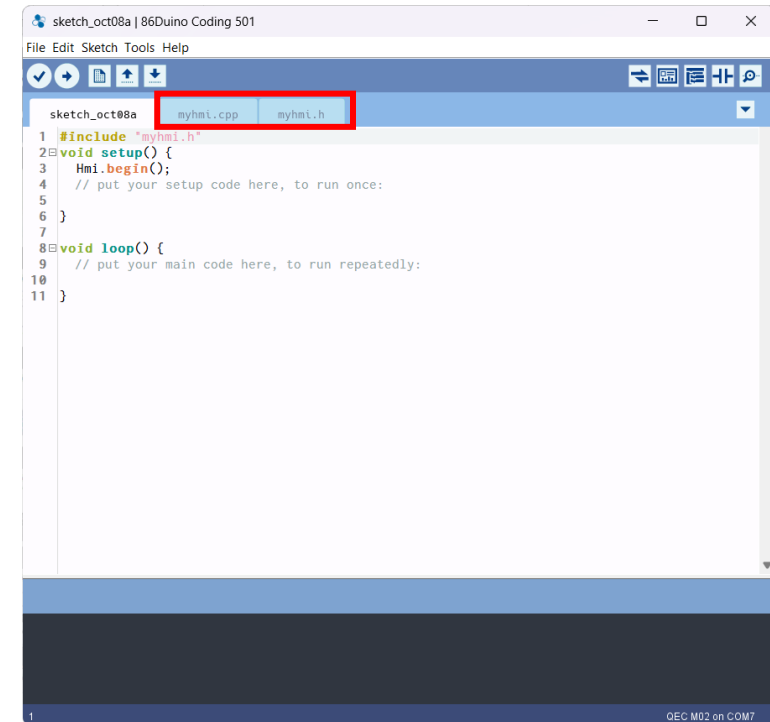 sketch_oct08a | 86Duino Coding 501
File Edit Sketch Tools Help
sketch_oct08a myhmi.cpp myhmi.h
1 #include "myhmi.h"
2 void setup() {
3 Hmi.begin();
4 // put your setup code here, to run once:
5
6 }
7
8 void loop() {
9 // put your main code here, to run repeatedly:
10
11 }
1 QEC M02 on COM7